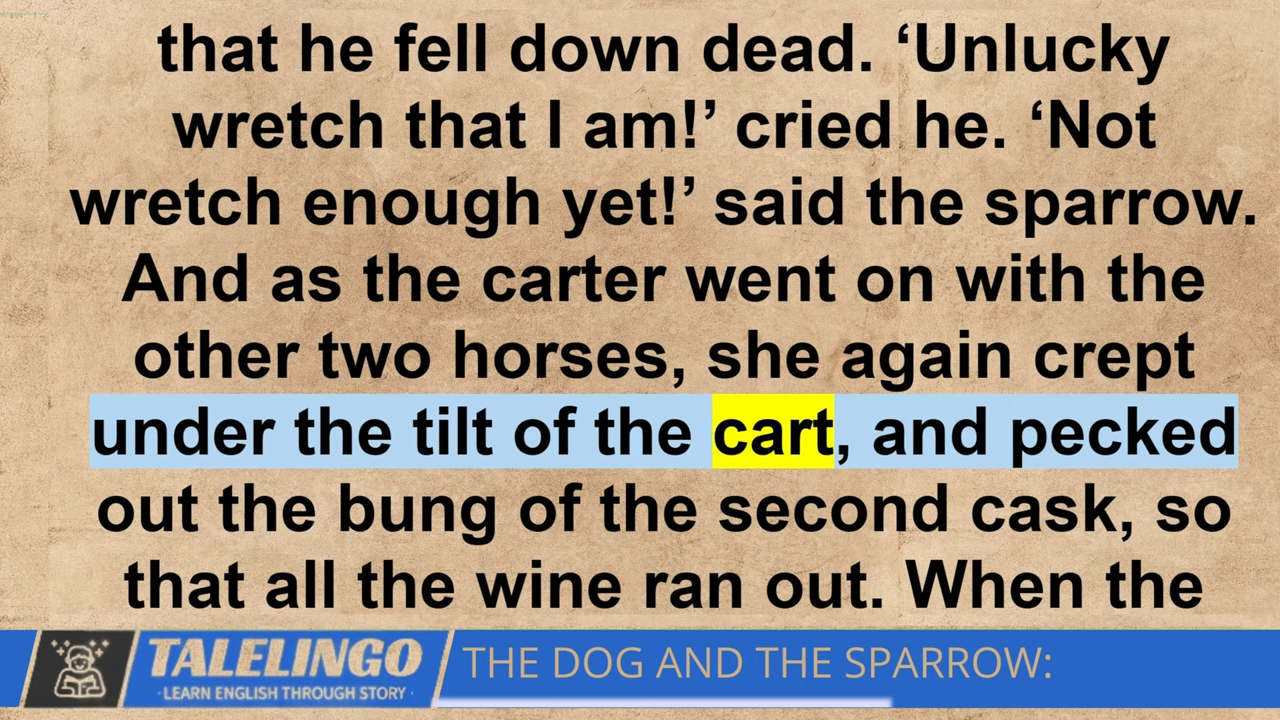 that he fell down dead. ‘Unlucky
wretch that I am!’ cried he. ‘Not
wretch enough yet!’ said the sparrow.
And as the carter went on with the
other two horses, she again crept
under the tilt of the cart, and pecked
out the bung of the second cask, so
that all the wine ran out. When the
TALELINGO
· LEARN ENGLISH THROUGH STORY ·
THE DOG AND THE SPARROW: